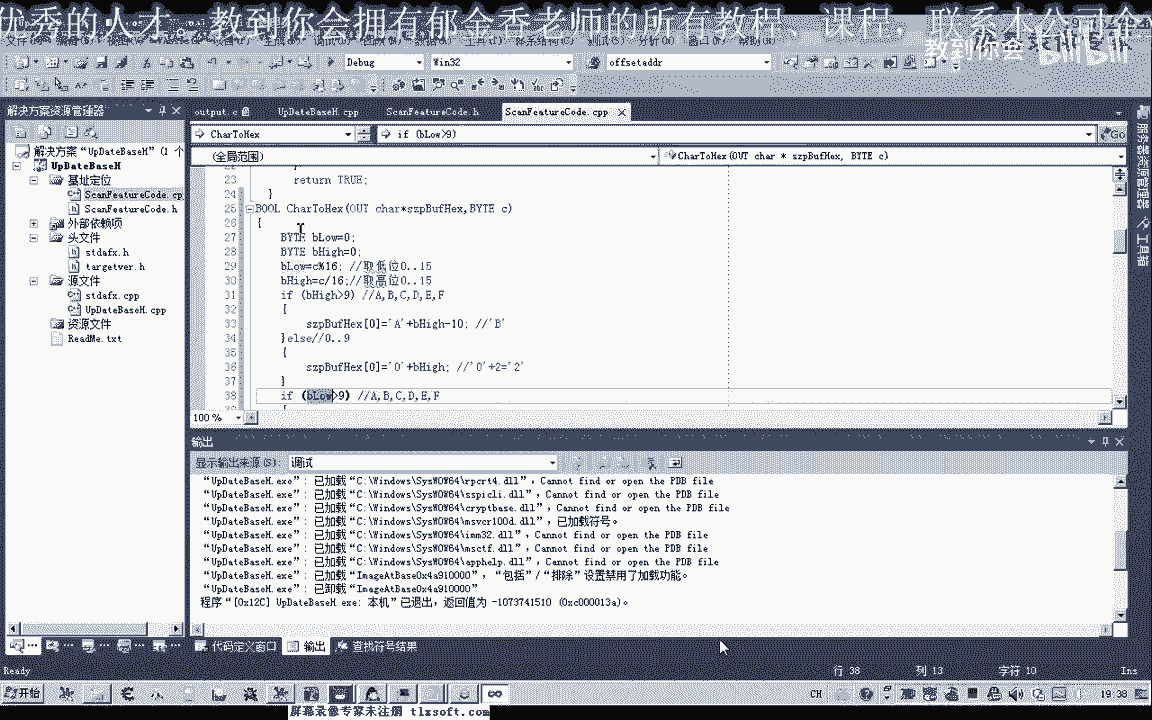 优秀的人才。教到你会拥有郁金香老师的所有教程、课程，联系本公司
教到你会 bilibili
Debug Win32 offsetaddr
解决方案资源管理器
output.c UpDateBaseH.cpp ScanFeatureCode.h ScanFeatureCode.cpp
CharToHex if (bLow>9) Go
(全局范围) CharToHex(OUT char * szpBufHex, BYTE c)
解决方案"UpDateBaseH"(1 个
UpDateBaseH
基址定位
ScanFeatureCode.cp
ScanFeatureCode.h
外部依赖项
头文件
stdafx.h
targetver.h
源文件
stdafx.cpp
UpDateBaseH.cpp
资源文件
ReadMe.txt
23 return TRUE;
24 }
25 BOOL CharToHex(OUT char*szpBufHex,BYTE c)
26 {
27 BYTE bLow=0;
28 BYTE bHigh=0;
29 bLow=c%16; //取低位0..15
30 bHigh=c/16;//取高位0..15
31 if (bHigh>9) //A,B,C,D,E,F
32 {
33 szpBufHex[0]='A'+bHigh-10; //'B'
34 }else//0..9
35 {
36 szpBufHex[0]='0'+bHigh; //'0'+2='2'
37 }
38 if (bLow>9) //A,B,C,D,E,F
100 %
服务器资源管理器
工具箱
输出
显示输出来源(S): 调试
"UpDateBaseH.exe": 已加载"C:\Windows\SysWOW64\rpcrt4.dll", Cannot find or open the PDB file
"UpDateBaseH.exe": 已加载"C:\Windows\SysWOW64\sspicli.dll", Cannot find or open the PDB file
"UpDateBaseH.exe": 已加载"C:\Windows\SysWOW64\cryptbase.dll", Cannot find or open the PDB file
"UpDateBaseH.exe": 已加载"C:\Windows\SysWOW64\msvcr100d.dll", 已加载符号。
"UpDateBaseH.exe": 已加载"C:\Windows\SysWOW64\imm32.dll", Cannot find or open the PDB file
"UpDateBaseH.exe": 已加载"C:\Windows\SysWOW64\msctf.dll", Cannot find or open the PDB file
"UpDateBaseH.exe": 已加载"C:\Windows\SysWOW64\apphelp.dll", Cannot find or open the PDB file
"UpDateBaseH.exe": 已加载"ImageAtBase0x4a910000", "包括"/"排除"设置禁用了加载功能。
"UpDateBaseH.exe": 已卸载"ImageAtBase0x4a910000"
程序"[0x12C] UpDateBaseH.exe: 本机"已退出，返回值为 -1073741510 (0xc000013a)。
代码定义窗口 输出 查找符号结果
Ready 行 38 列 13 字符 10 Ins
开始 CH 19:38
屏幕录像专家未注册 tlxsoft.com